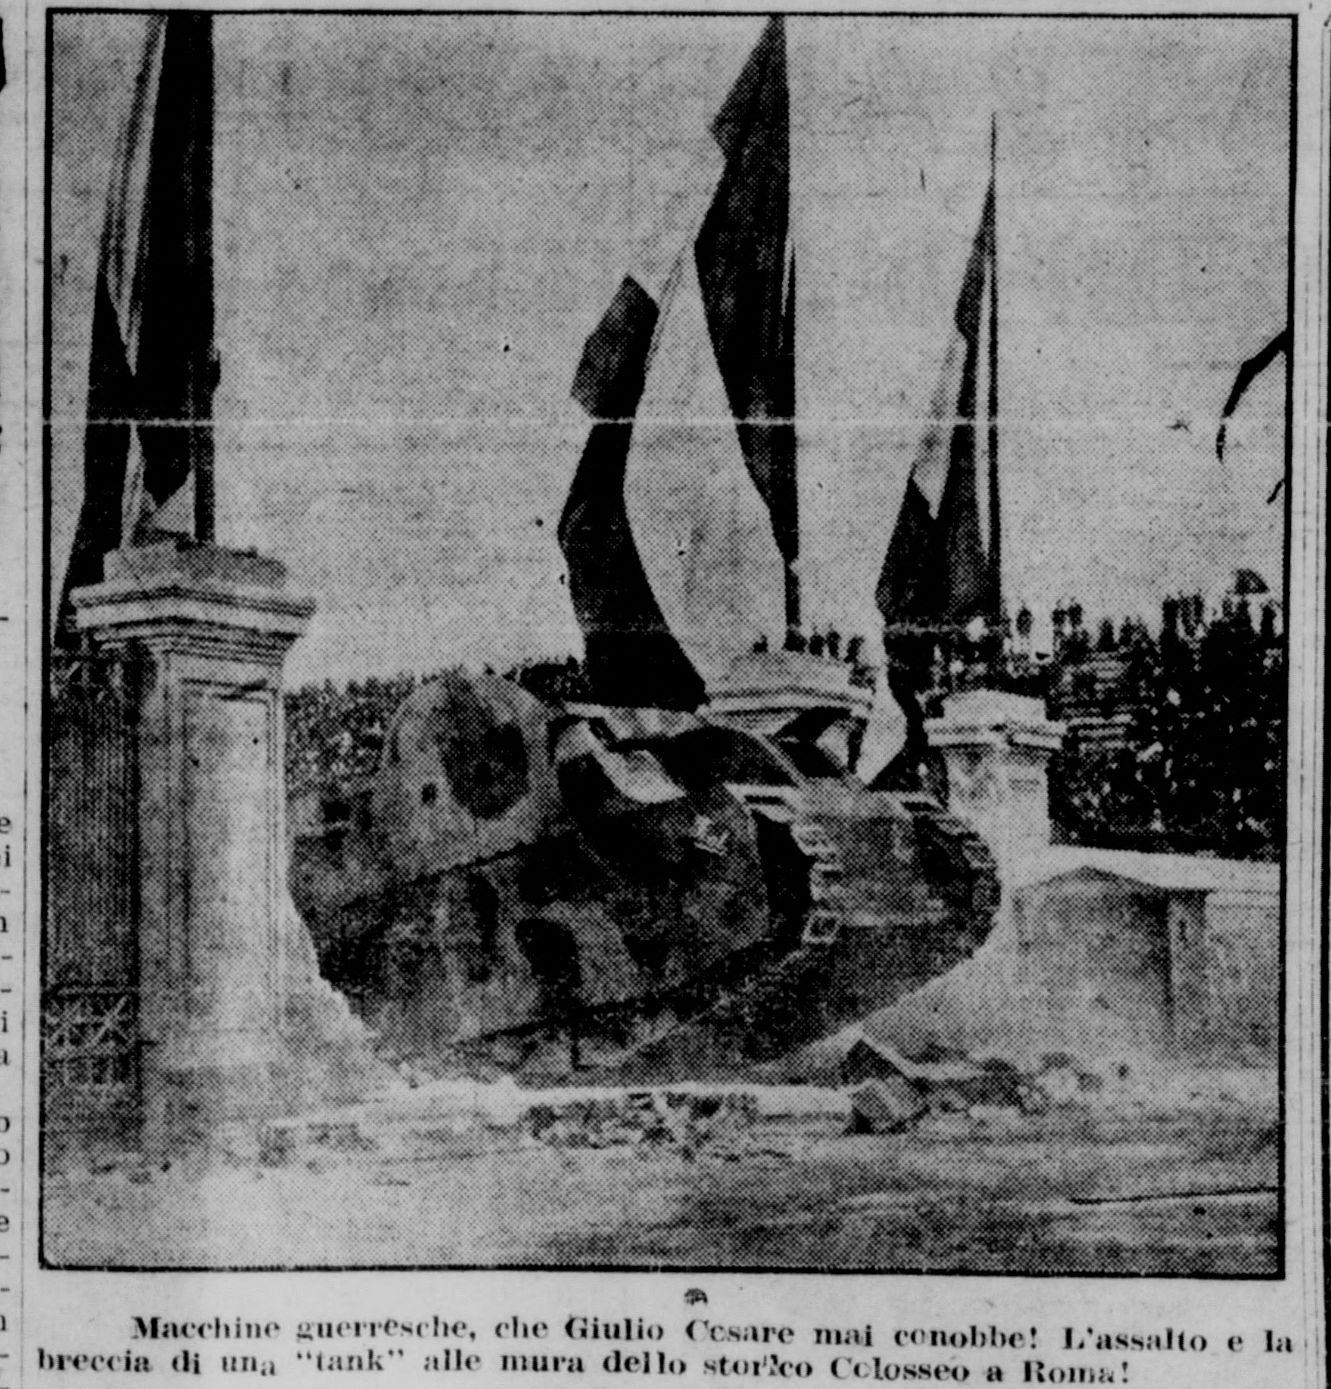 Macchine guerresche, che Giulio Cesare mai conobbe! L'assalto e la
breccia di una "tank" alle mura dello storico Colosseo a Roma!